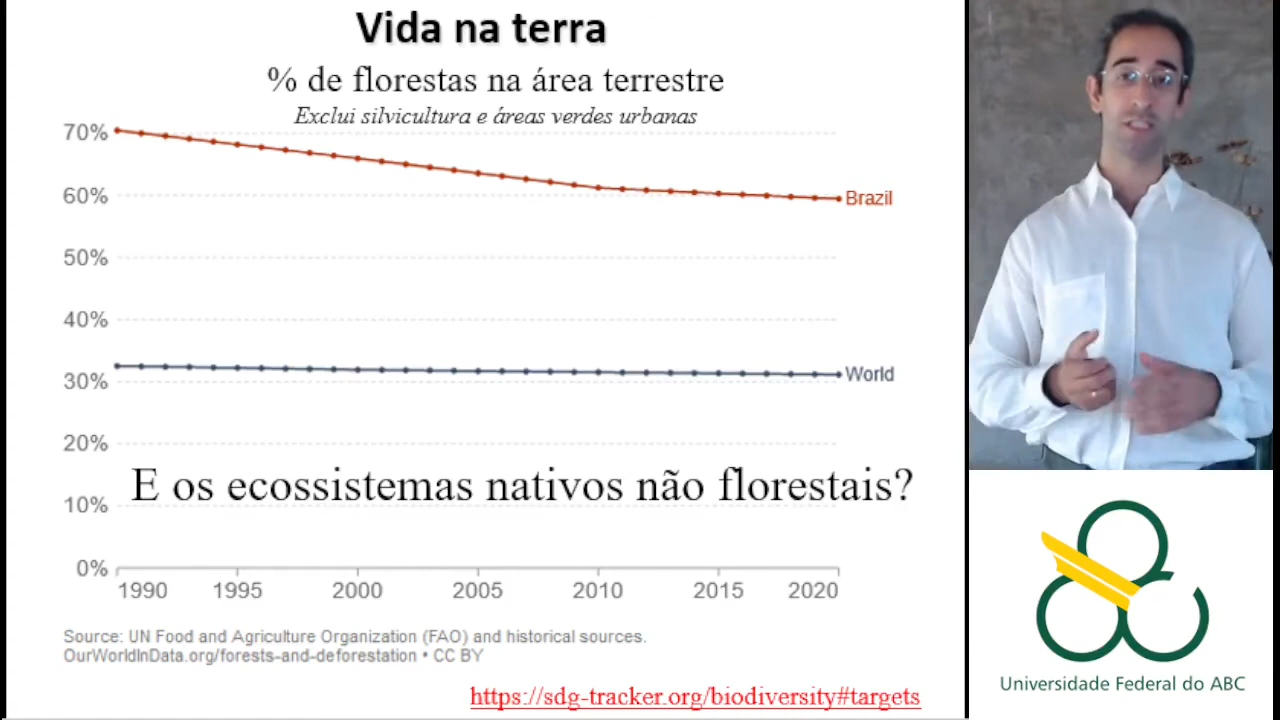 Vida na terra
% de florestas na área terrestre
Exclui silvicultura e áreas verdes urbanas
70%
60%
Brazil
50%
40%
30%
World
20%
E os ecossistemas nativos não florestais?
10%
0%
1990 1995 2000 2005 2010 2015 2020
Source: UN Food and Agriculture Organization (FAO) and historical sources.
OurWorldInData.org/forests-and-deforestation • CC BY
https://sdg-tracker.org/biodiversity#targets
Universidade Federal do ABC